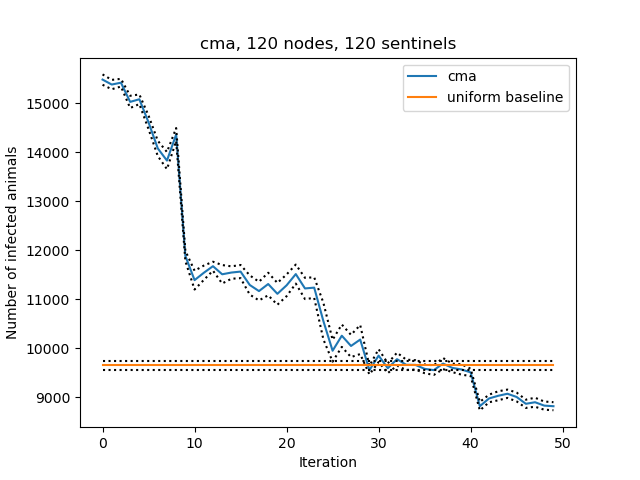 cma, 120 nodes, 120 sentinels
cma
uniform baseline
15000
14000
13000
12000
11000
10000
9000
Number of infected animals
0 10 20 30 40 50
Iteration